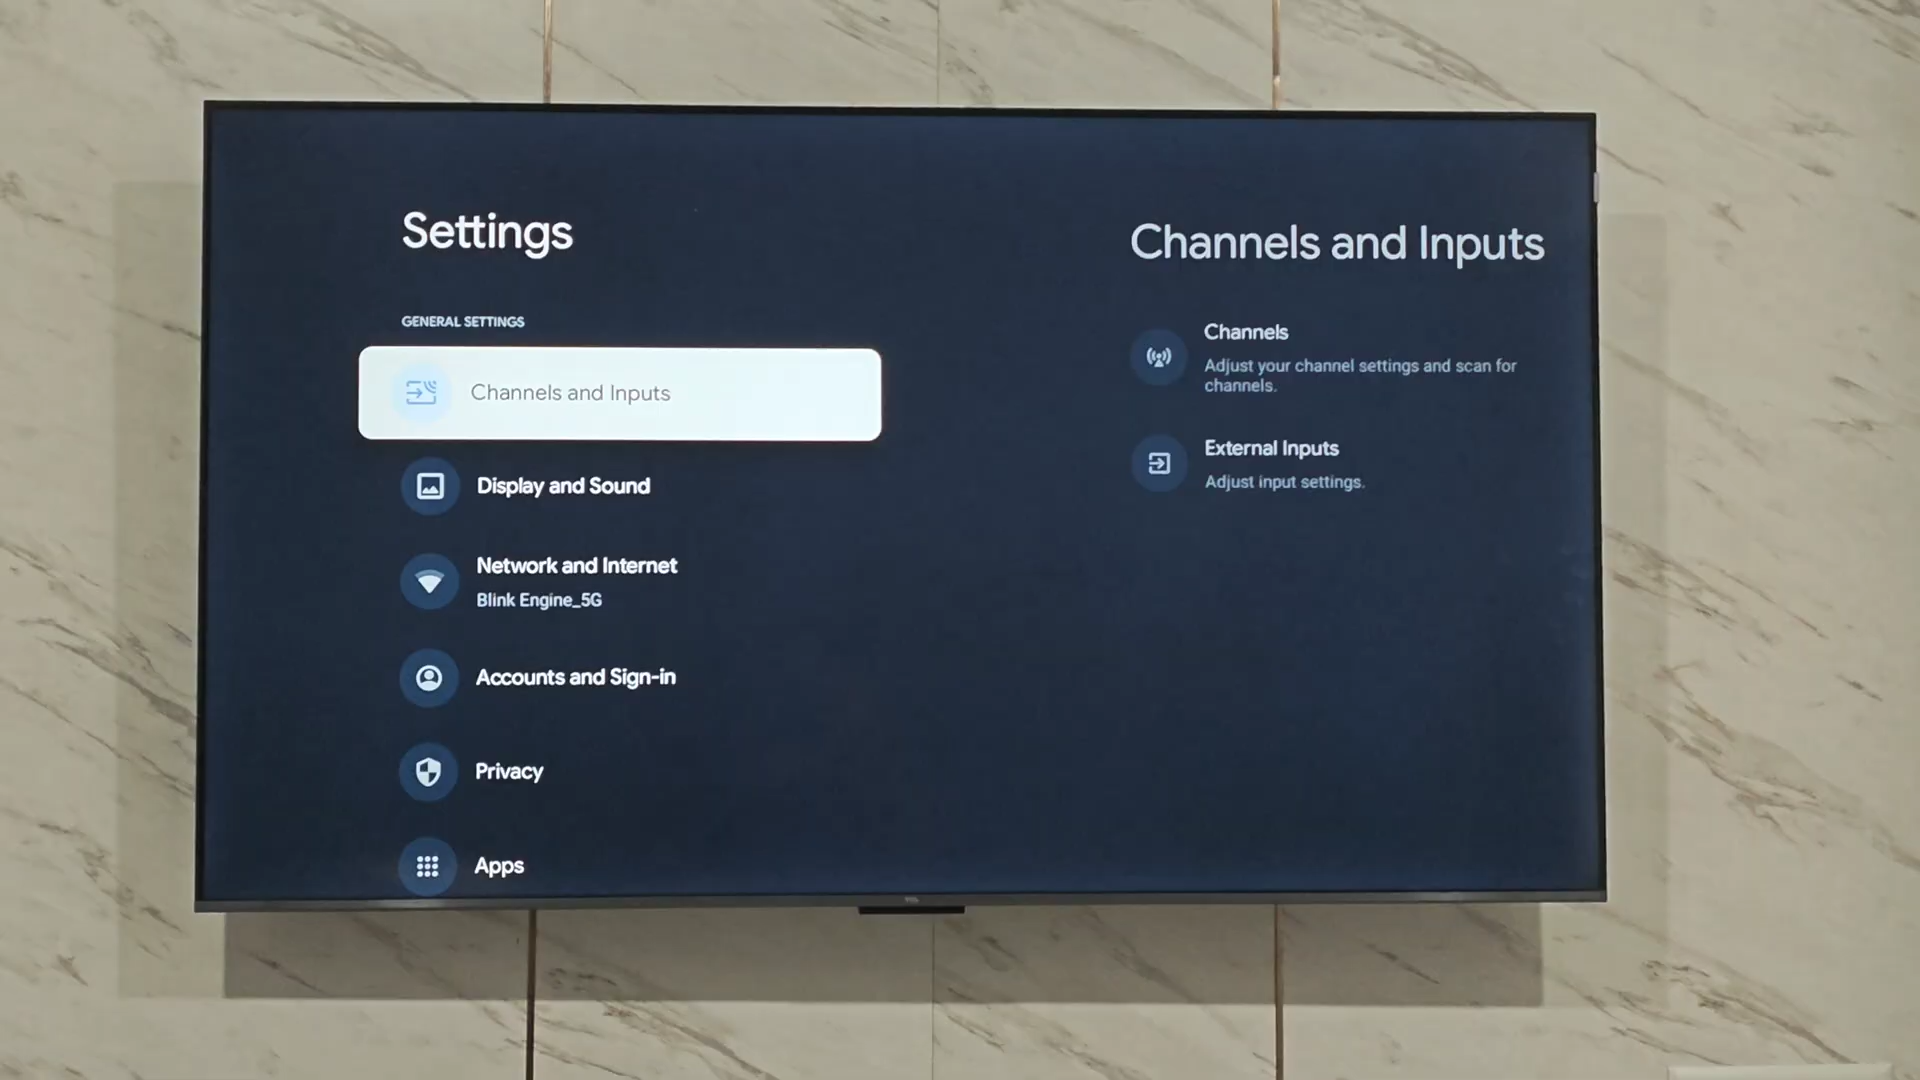 Settings
GENERAL SETTINGS
Channels and Inputs
Display and Sound
Network and Internet
Blink Engine_5G
Accounts and Sign-in
Privacy
Apps
Channels and Inputs
Channels
Adjust your channel settings and scan for
channels.
External Inputs
Adjust input settings.